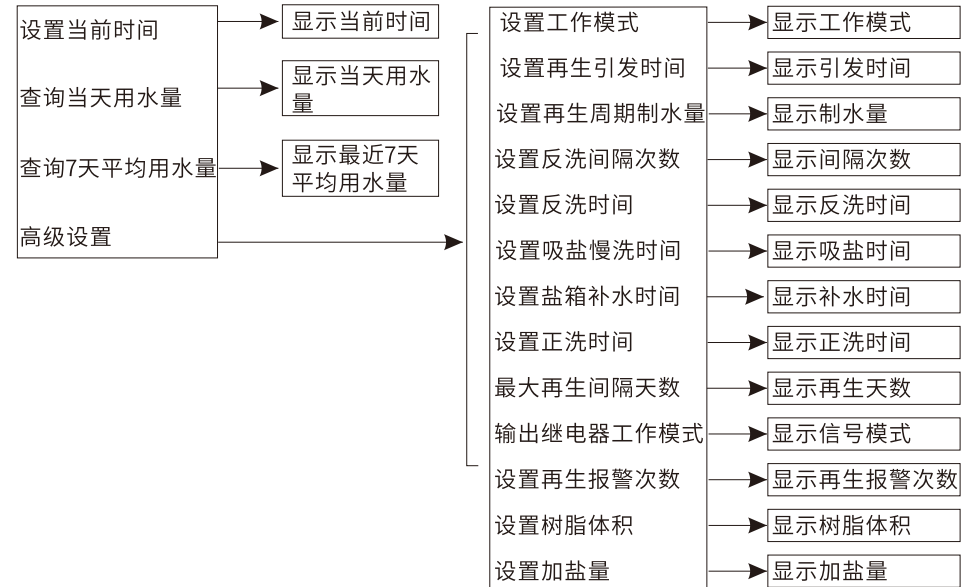 设置当前时间
显示当前时间
查询当天用水量
显示当天用水
量
查询7天平均用水量
显示最近7天
平均用水量
高级设置
设置工作模式
显示工作模式
设置再生引发时间
显示引发时间
设置再生周期制水量
显示制水量
设置反洗间隔次数
显示间隔次数
设置反洗时间
显示反洗时间
设置吸盐慢洗时间
显示吸盐时间
设置盐箱补水时间
显示补水时间
设置正洗时间
显示正洗时间
最大再生间隔天数
显示再生天数
输出继电器工作模式
显示信号模式
设置再生报警次数
显示再生报警次数
设置树脂体积
显示树脂体积
设置加盐量
显示加盐量